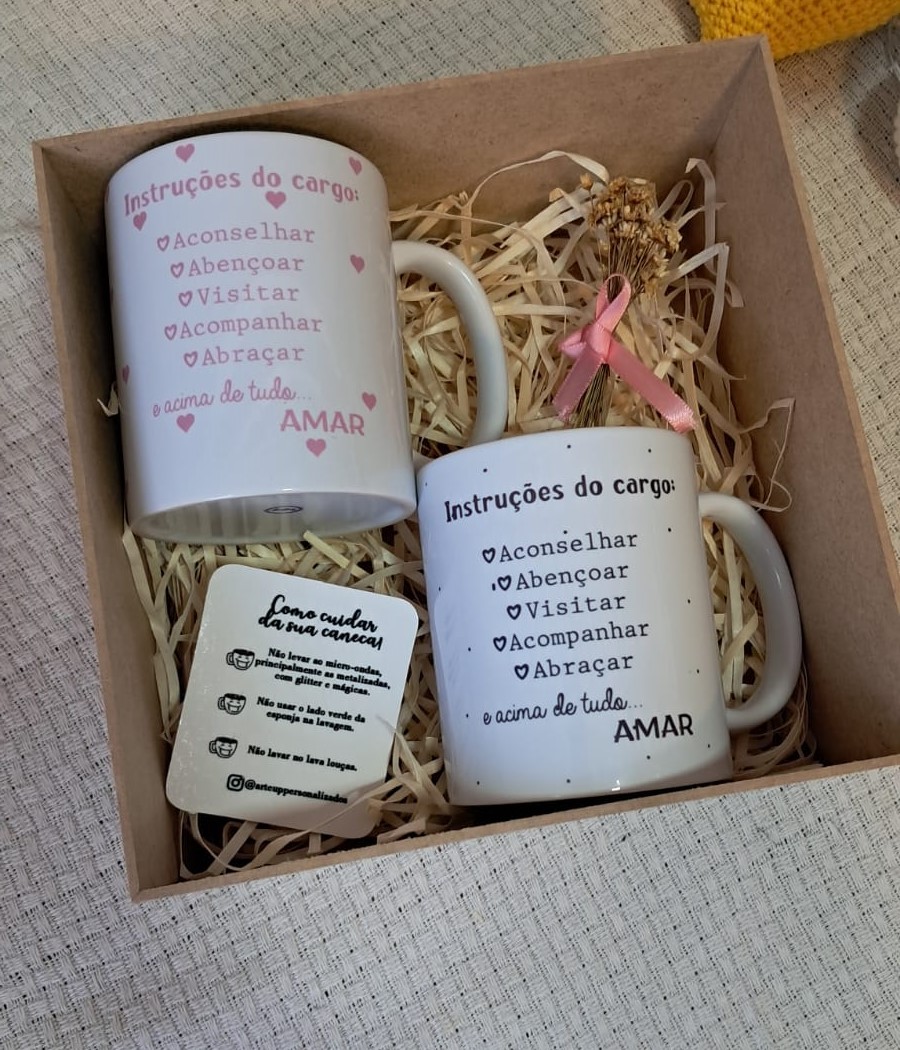 Instruções do cargo:
Aconselhar
Abençoar
Visitar
Acompanhar
Abraçar
e acima de tudo...
AMAR
Instruções do cargo:
Aconselhar
Abençoar
Visitar
Acompanhar
Abraçar
e acima de tudo...
AMAR
Como cuidar
da sua caneca!
Não levar ao micro-ondas,
principalmente as metalizadas,
com glitter e mágicas.
Não usar o lado verde da
esponja na lavagem.
Não lavar no lava louças.
@arteuppersonalizados